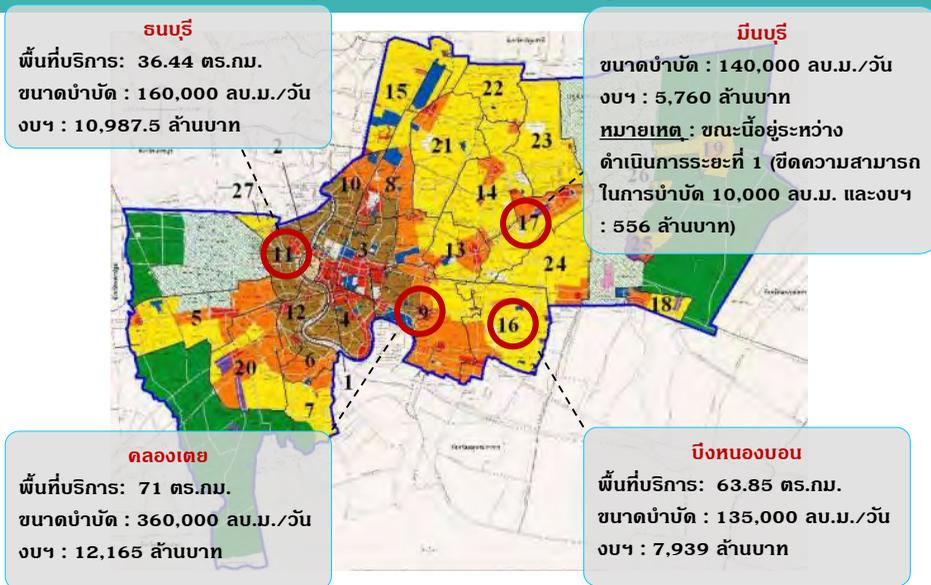 ธนบุรี
พื้นที่บริการ: 36.44 ตร.กม.
ขนาดบำบัด : 160,000 ลบ.ม./วัน
งบฯ : 10,987.5 ล้านบาท
มีนบุรี
ขนาดบำบัด : 140,000 ลบ.ม./วัน
งบฯ : 5,760 ล้านบาท
หมายเหตุ : ขณะนี้อยู่ระหว่าง
ดำเนินการระยะที่ 1 (ขีดความสามารถ
ในการบำบัด 10,000 ลบ.ม. และงบฯ
: 556 ล้านบาท)
15
22
2
21
23
19
26
27
10
8
14
17
11
3
13
25
24
5
12
4
9
16
18
20
6
1
7
คลองเตย
พื้นที่บริการ: 71 ตร.กม.
ขนาดบำบัด : 360,000 ลบ.ม./วัน
งบฯ : 12,165 ล้านบาท
บึงหนองบอน
พื้นที่บริการ: 63.85 ตร.กม.
ขนาดบำบัด : 135,000 ลบ.ม./วัน
งบฯ : 7,939 ล้านบาท